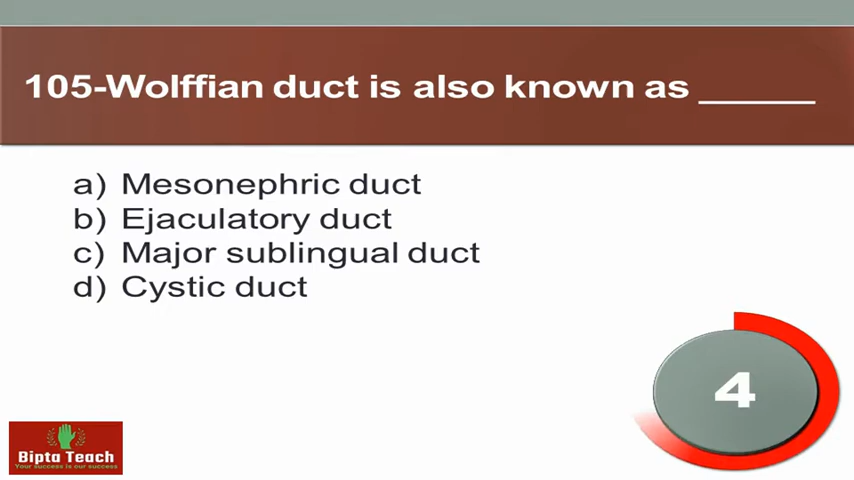 105-Wolffian duct is also known as ______
a) Mesonephric duct
b) Ejaculatory duct
c) Major sublingual duct
d) Cystic duct
4
Bipta Teach
Your success is our success